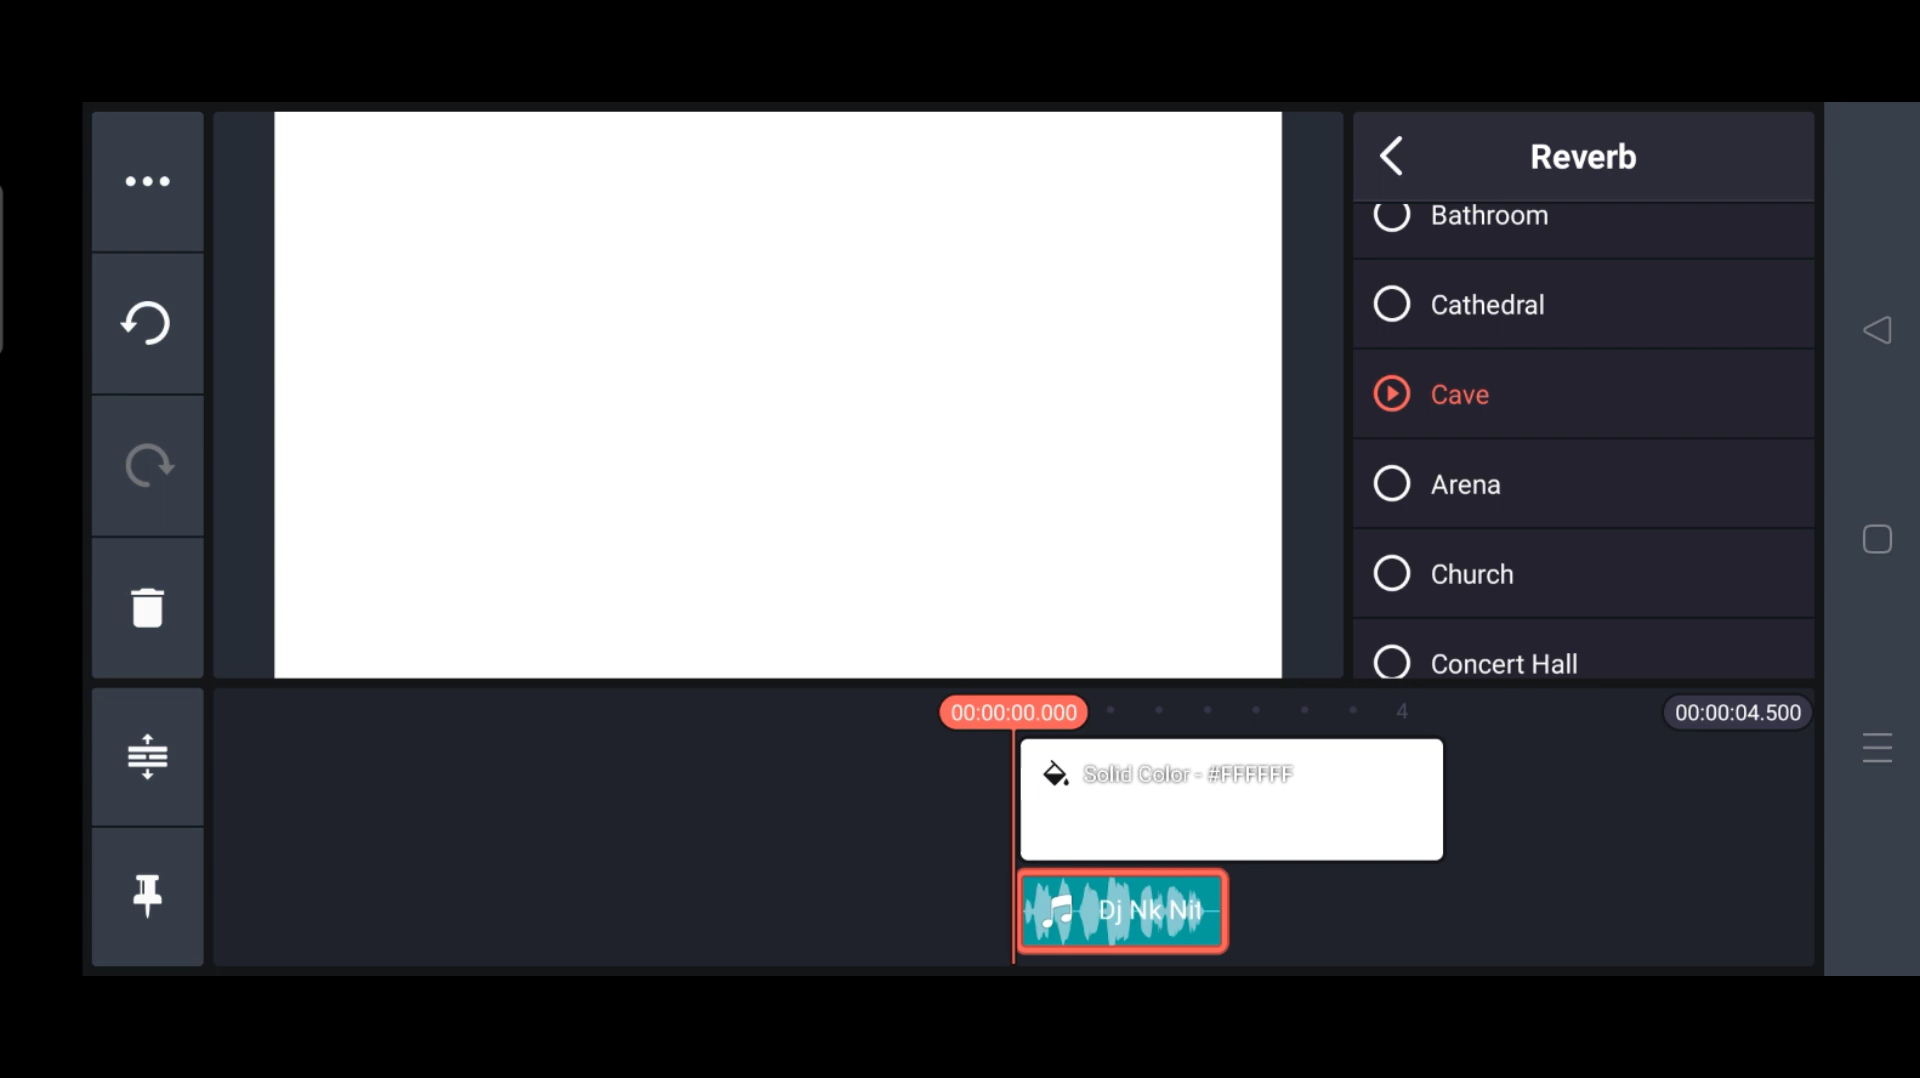 Reverb
Bathroom
Cathedral
Cave
Arena
Church
Concert Hall
00:00:00.000
4
00:00:04.500
Solid Color - #FFFFFF
Dj Nk Nit